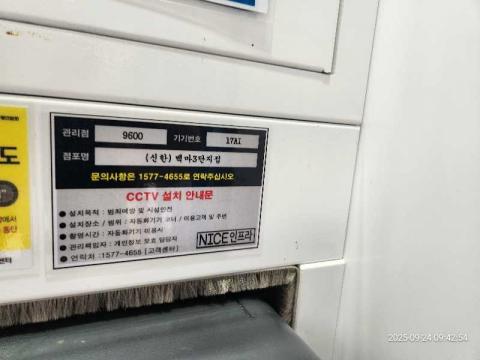 관리점 9600 기기번호 17AI
점포명 (신한) 백마3단지점
문의사항은 1577-4655로 연락주십시오
CCTV 설치 안내문
● 설치목적 : 범죄예방 및 시설안전
● 설치장소 / 범위 : 자동화기기 코너 / 이용고객 및 주변
● 촬영시간 : 자동화기기 이용시
● 관리책임자 : 개인정보 보호 담당자
● 연락처 : 1577-4655 [고객센터]
NICE인프라
도
중단
센터
2025-09-24 09:42:54